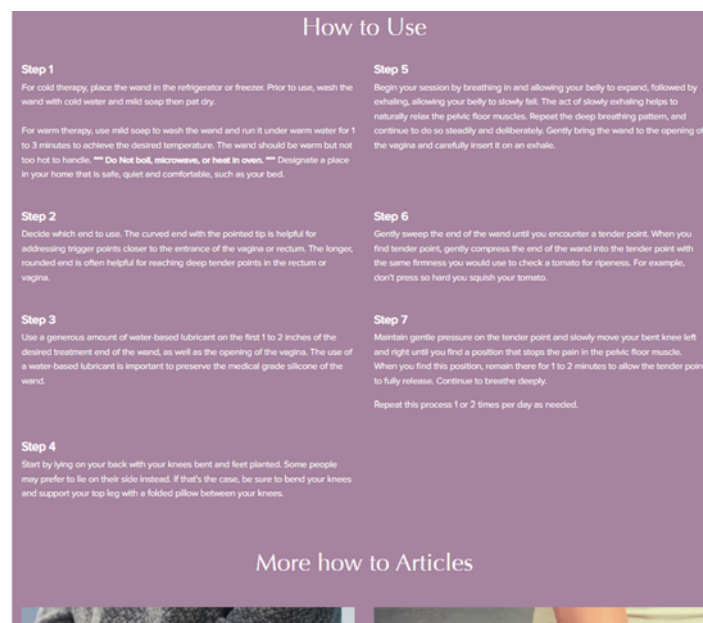 How to Use
Step 1
For cold therapy, place the wand in the refrigerator or freezer. Prior to use, wash the
wand with cold water and mild soap then pat dry.
For warm therapy, use mild soap to wash the wand and run it under warm water for 1
to 3 minutes to achieve the desired temperature. The wand should be warm but not
too hot to handle. *** Do Not boil, microwave, or heat in oven. *** Designate a place
in your home that is safe, quiet and comfortable, such as your bed.
Step 2
Decide which end to use. The curved end with the pointed tip is helpful for
addressing trigger points closer to the entrance of the vagina or rectum. The longer,
rounded end is often helpful for reaching deep tender points in the rectum or
vagina.
Step 3
Use a generous amount of water-based lubricant on the first 1 to 2 inches of the
desired treatment end of the wand, as well as the opening of the vagina. The use of
a water-based lubricant is important to preserve the medical grade silicone of the
wand.
Step 4
Start by lying on your back with your knees bent and feet planted. Some people
may prefer to lie on their side instead. If that's the case, be sure to bend your knees
and support your top leg with a folded pillow between your knees.
Step 5
Begin your session by breathing in and allowing your belly to expand, followed by
exhaling, allowing your belly to slowly fall. The act of slowly exhaling helps to
naturally relax the pelvic floor muscles. Repeat the deep breathing pattern, and
continue to do so steadily and deliberately. Gently bring the wand to the opening of
the vagina and carefully insert it on an exhale.
Step 6
Gently sweep the end of the wand until you encounter a tender point. When you
find tender point, gently compress the end of the wand into the tender point with
the same firmness you would use to check a tomato for ripeness. For example,
don't press so hard you squish your tomato.
Step 7
Maintain gentle pressure on the tender point and slowly move your bent knee left
and right until you find a position that stops the pain in the pelvic floor muscle.
When you find this position, remain there for 1 to 2 minutes to allow the tender point
to fully release. Continue to breathe deeply.
Repeat this process 1 or 2 times per day as needed.
More how to Articles